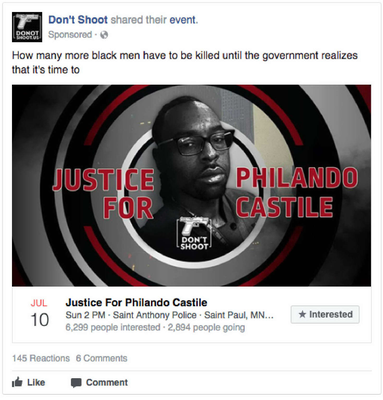 DONOT
SHOOT.US
Don't Shoot shared their event.
Sponsored ·
How many more black men have to be killed until the government realizes
that it's time to
JUSTICE PHILANDO
FOR CASTILE
DON'T
SHOOT
JUL
10
Justice For Philando Castile
Sun 2 PM · Saint Anthony Police · Saint Paul, MN...
6,299 people interested · 2,894 people going
★ Interested
145 Reactions 6 Comments
Like Comment